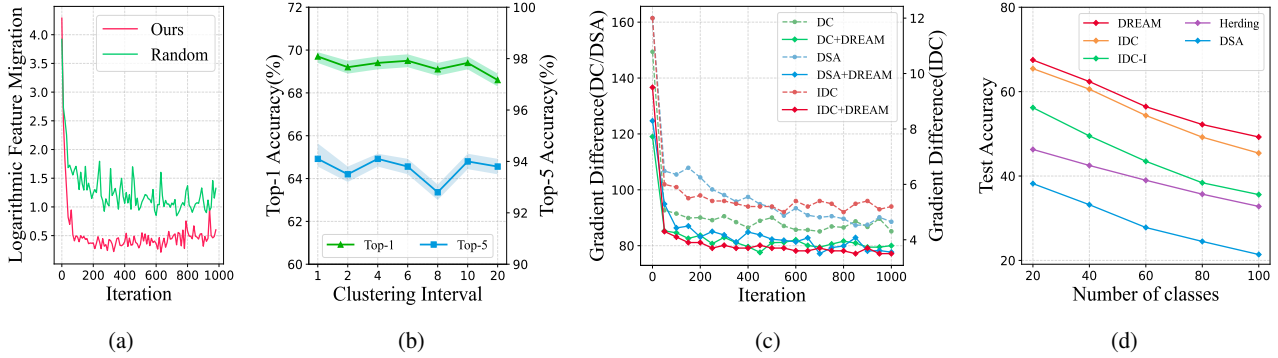 Logarithmic Feature Migration
4.0
3.5
3.0
2.5
2.0
1.5
1.0
0.5
Ours
Random
0 200 400 600 800 1000
Iteration
(a)
Top-1 Accuracy(%)
72
70
68
66
64
62
60
100
98
96
94
92
90
Top-5 Accuracy(%)
Top-1 Top-5
1 2 4 6 8 10 20
Clustering Interval
(b)
Gradient Difference(DC/DSA)
160
140
120
100
80
12
10
8
6
4
Gradient Difference(IDC)
DC
DC+DREAM
DSA
DSA+DREAM
IDC
IDC+DREAM
0 200 400 600 800 1000
Iteration
(c)
Test Accuracy
80
60
40
20
DREAM
IDC
IDC-I
Herding
DSA
20 40 60 80 100
Number of classes
(d)